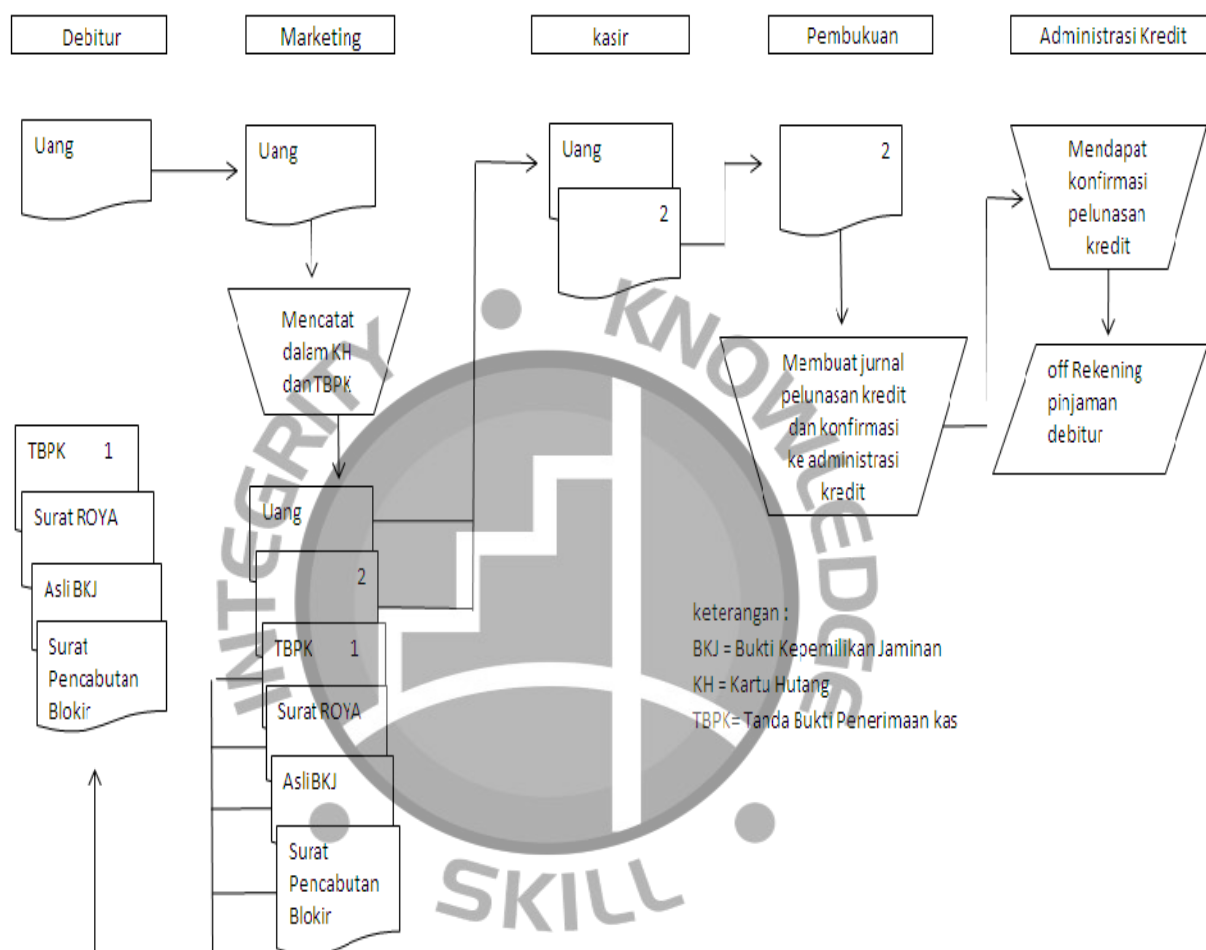 Debitur
Marketing
kasir
Pembukuan
Administrasi Kredit
Uang
Uang
Uang
2
2
Mendapat
konfirmasi
pelunasan
kredit
Mencatat
dalam KH
dan TBPK
Membuat jurnal
pelunasan kredit
dan konfirmasi
ke administrasi
kredit
off Rekening
pinjaman
debitur
TBPK 1
Surat ROYA
Asli BKJ
Surat
Pencabutan
Blokir
Uang
2
TBPK 1
Surat ROYA
Asli BKJ
Surat
Pencabutan
Blokir
keterangan :
BKJ = Bukti Kepemilikan Jaminan
KH = Kartu Hutang
TBPK= Tanda Bukti Penerimaan kas
INTEGRITY
KNOWLEDGE
SKILL